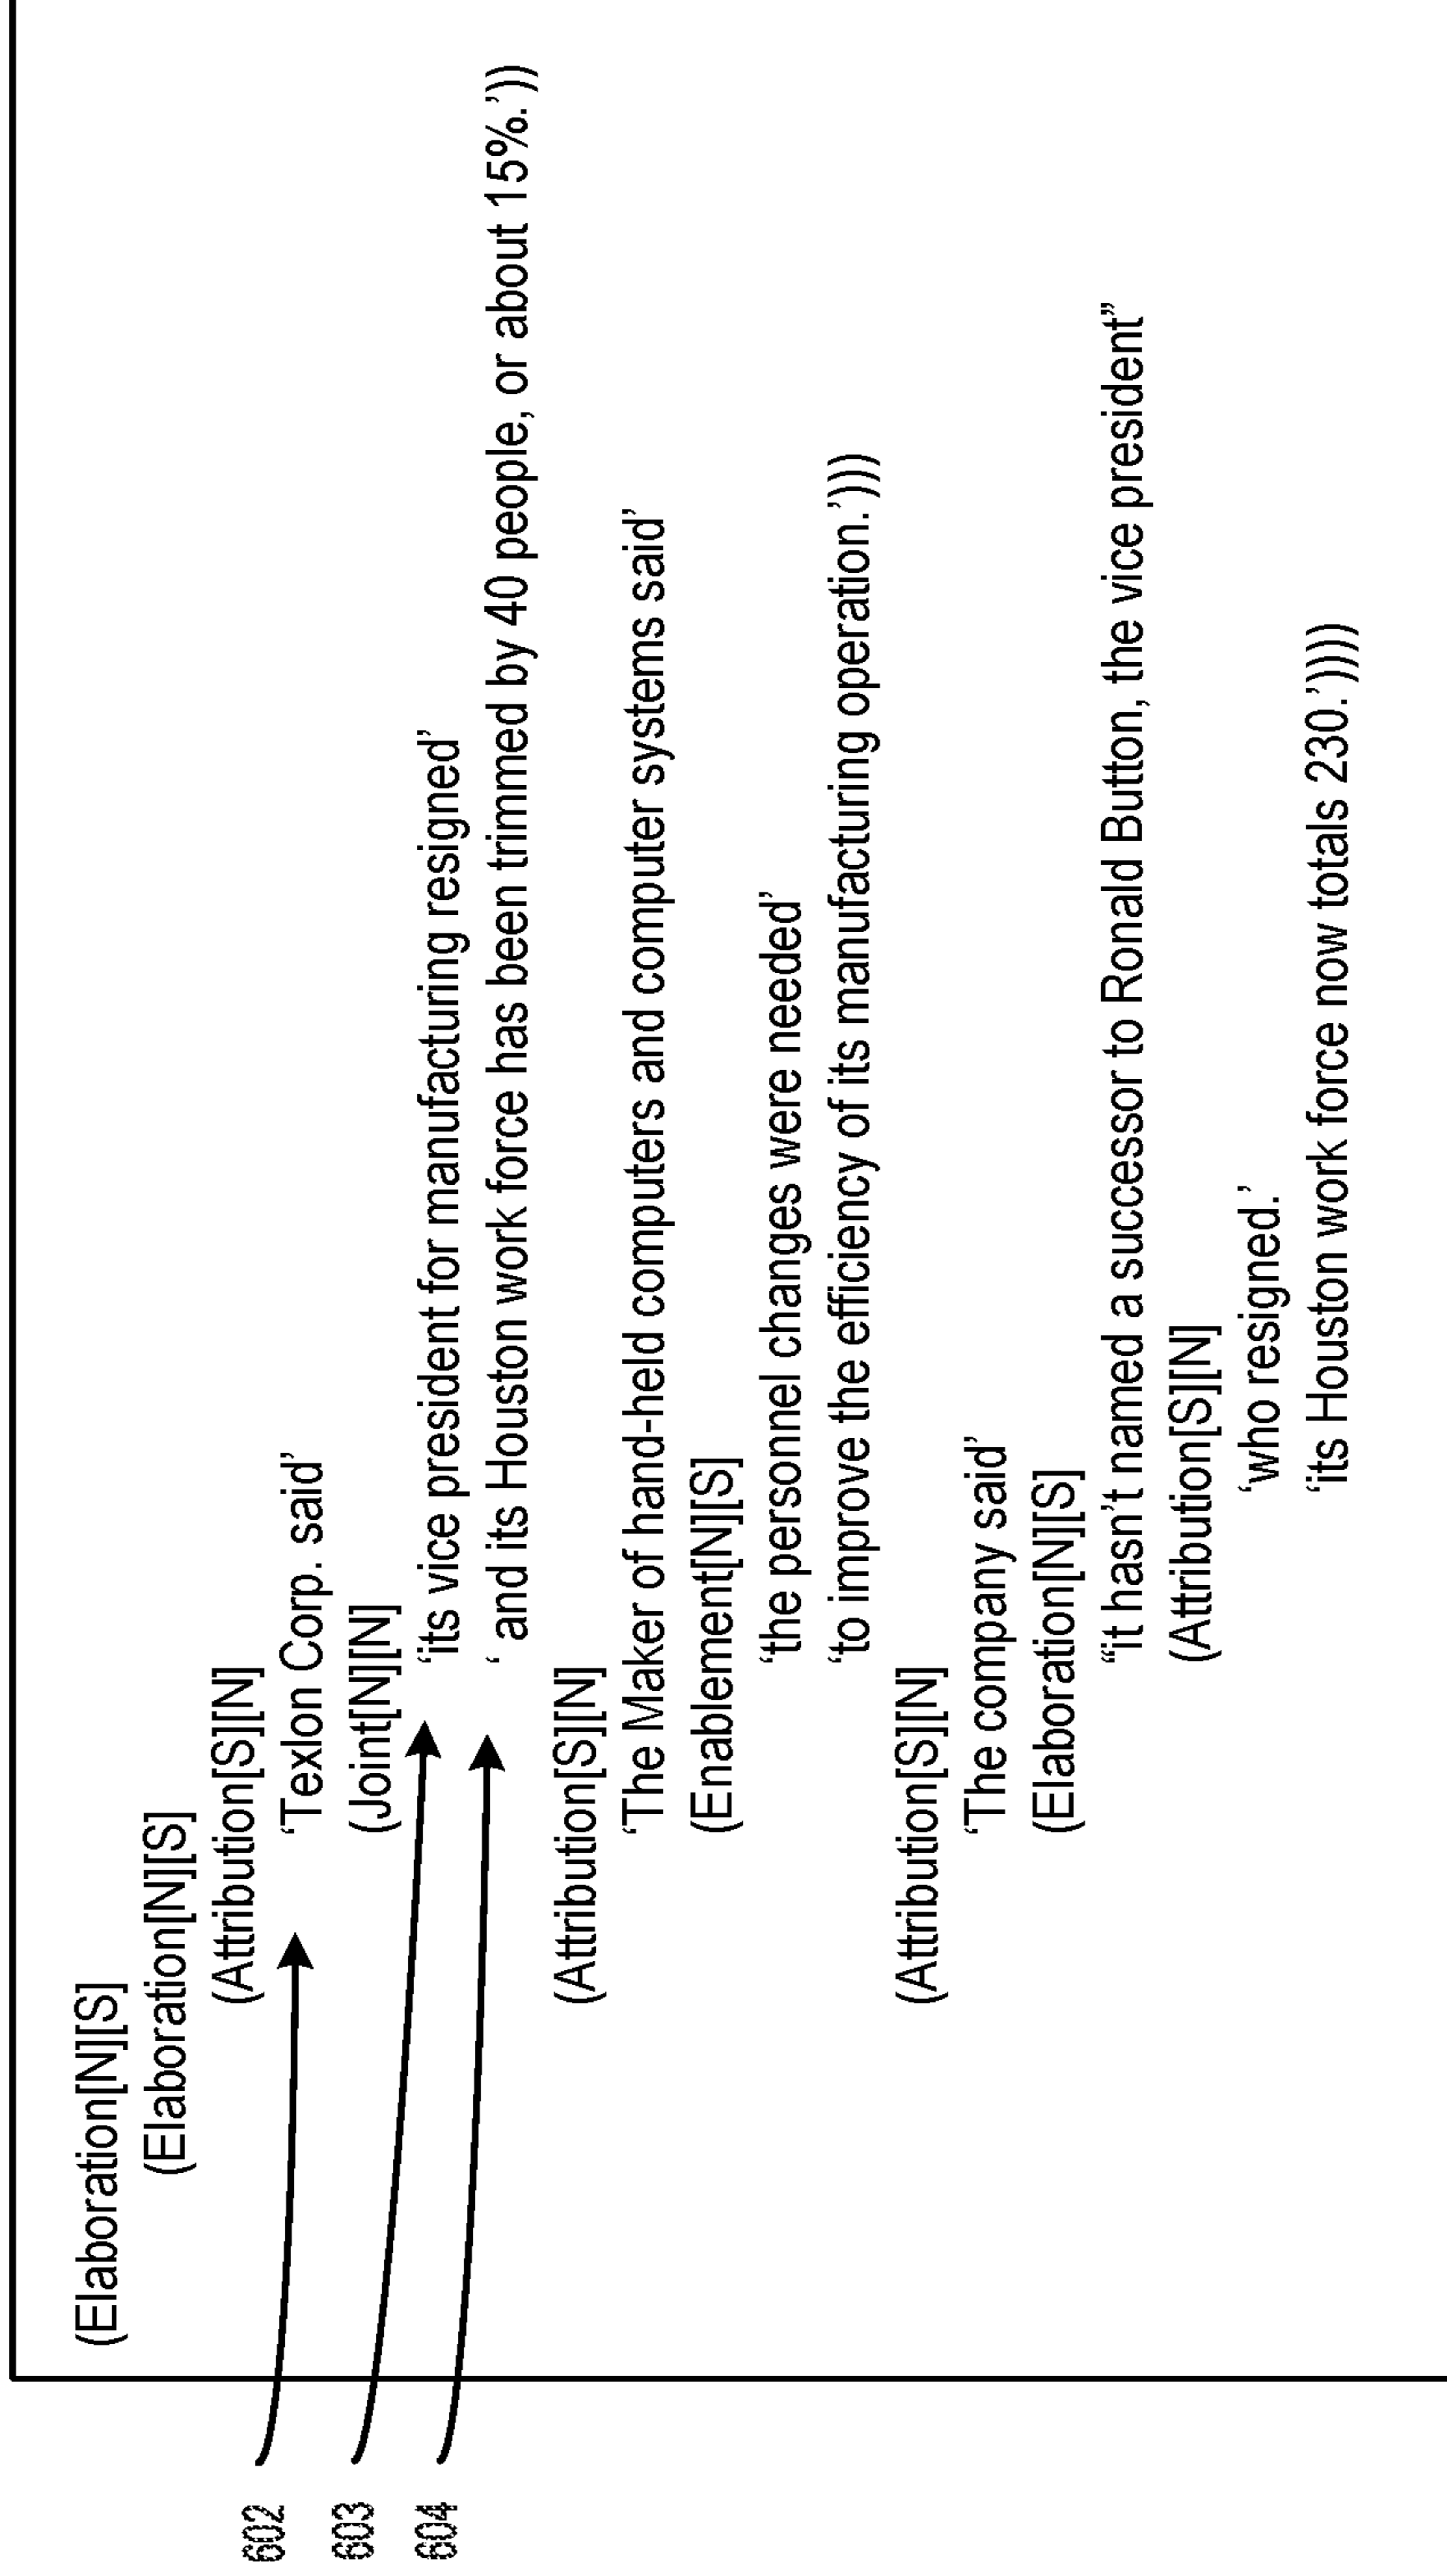 (Elaboration[N][S]
(Elaboration[N][S]
(Attribution[S][N]
602
‘Texlon Corp. said’
(Joint[N][N]
603
‘its vice president for manufacturing resigned’
604
‘ and its Houston work force has been trimmed by 40 people, or about 15%.’))
(Attribution[S][N]
‘The Maker of hand-held computers and computer systems said’
(Enablement[N][S]
‘the personnel changes were needed’
‘to improve the efficiency of its manufacturing operation.’)))
(Attribution[S][N]
‘The company said’
(Elaboration[N][S]
“it hasn’t named a successor to Ronald Button, the vice president”
(Attribution[S][N]
‘who resigned.’
‘its Houston work force now totals 230.’))))